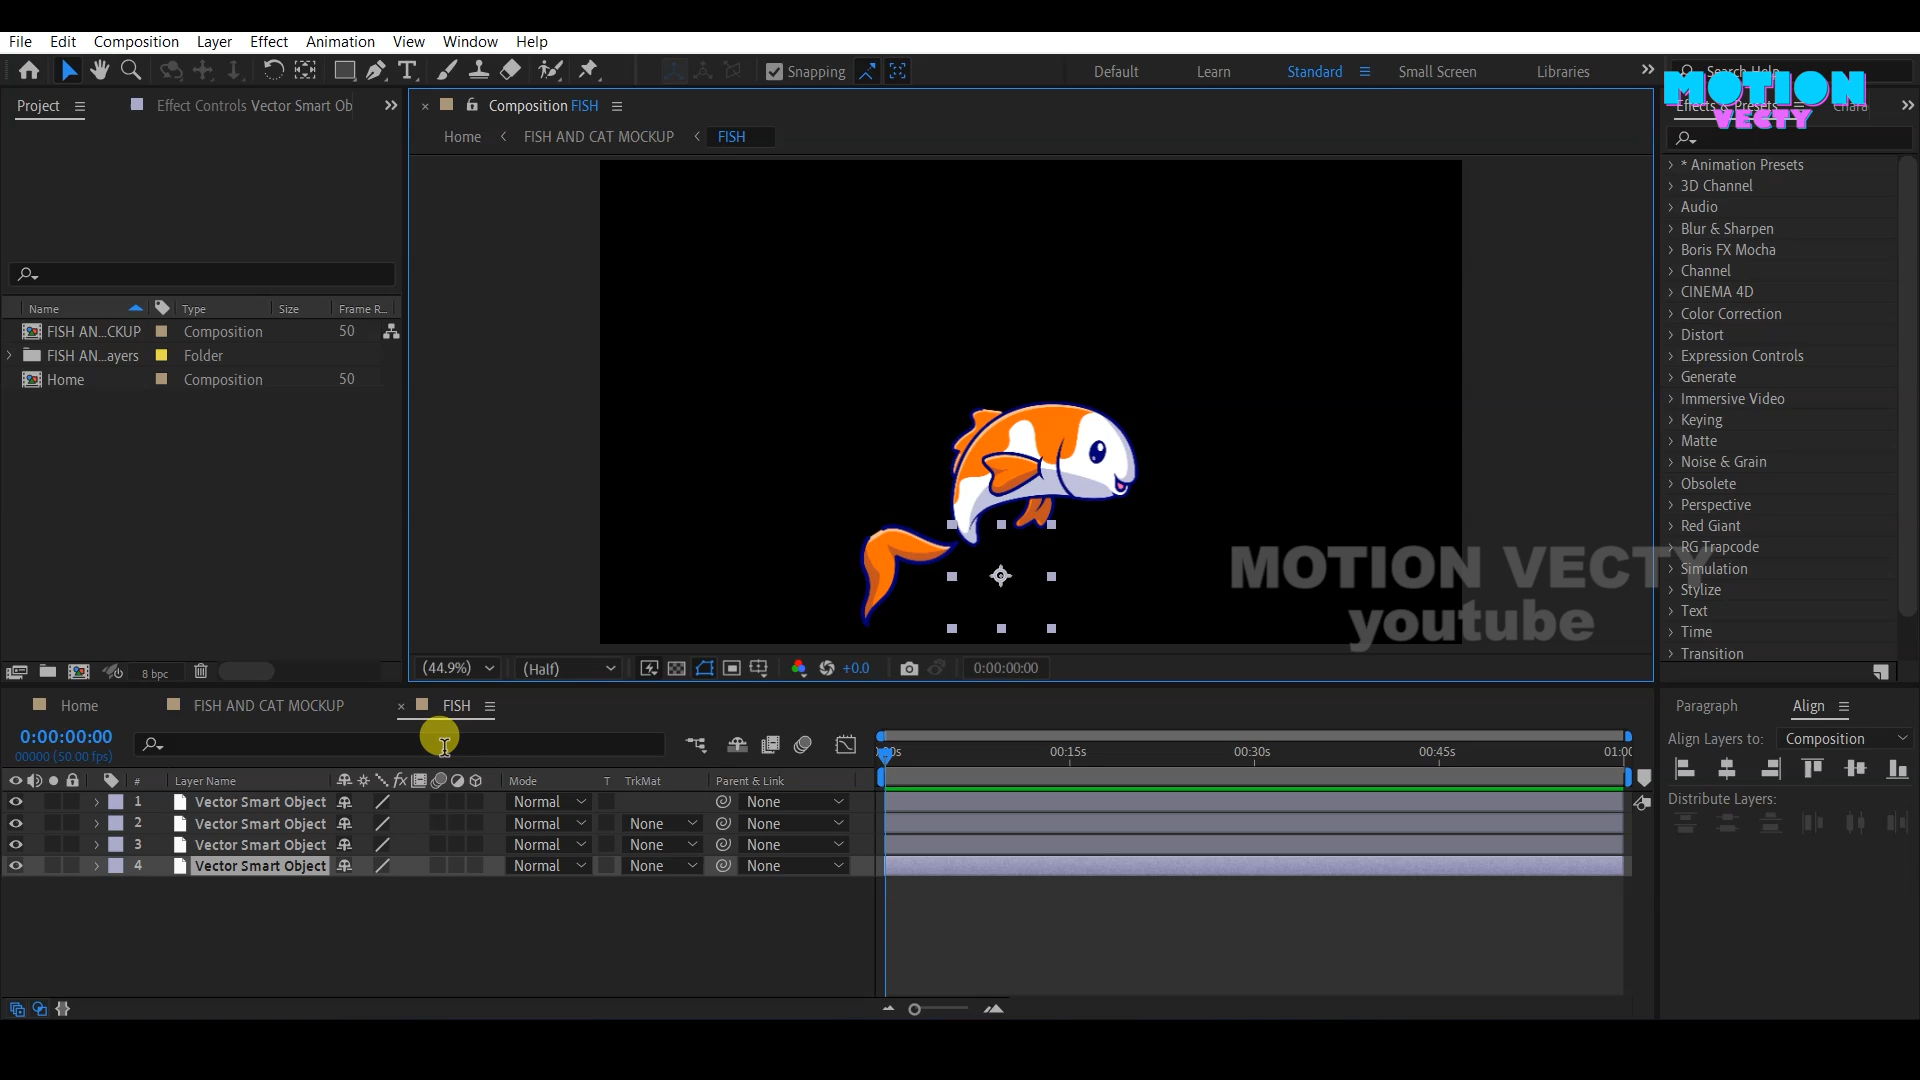 File Edit Composition Layer Effect Animation View Window Help
Snapping Default Learn Standard Small Screen Libraries Search Help
MOTION
VECTY
Project Effect Controls Vector Smart Ob
Composition FISH
Effects & Presets Chara
Home FISH AND CAT MOCKUP FISH
* Animation Presets
3D Channel
Audio
Blur & Sharpen
Boris FX Mocha
Channel
CINEMA 4D
Color Correction
Distort
Expression Controls
Generate
Immersive Video
Keying
Matte
Noise & Grain
Obsolete
Perspective
Red Giant
RG Trapcode
Simulation
Stylize
Text
Time
Transition
Name Type Size Frame R...
FISH AN...CKUP Composition 50
FISH AN...ayers Folder
Home Composition 50
MOTION VECTY
youtube
8 bpc
(44.9%) (Half) +0.0 0:00:00:00
Home FISH AND CAT MOCKUP FISH
0:00:00:00
00000 (50.00 fps)
00:15s 00:30s 00:45s
# Layer Name Mode T TrkMat Parent & Link
1 Vector Smart Object Normal None
2 Vector Smart Object Normal None None
3 Vector Smart Object Normal None None
4 Vector Smart Object Normal None None
Paragraph Align
Align Layers to: Composition
Distribute Layers: